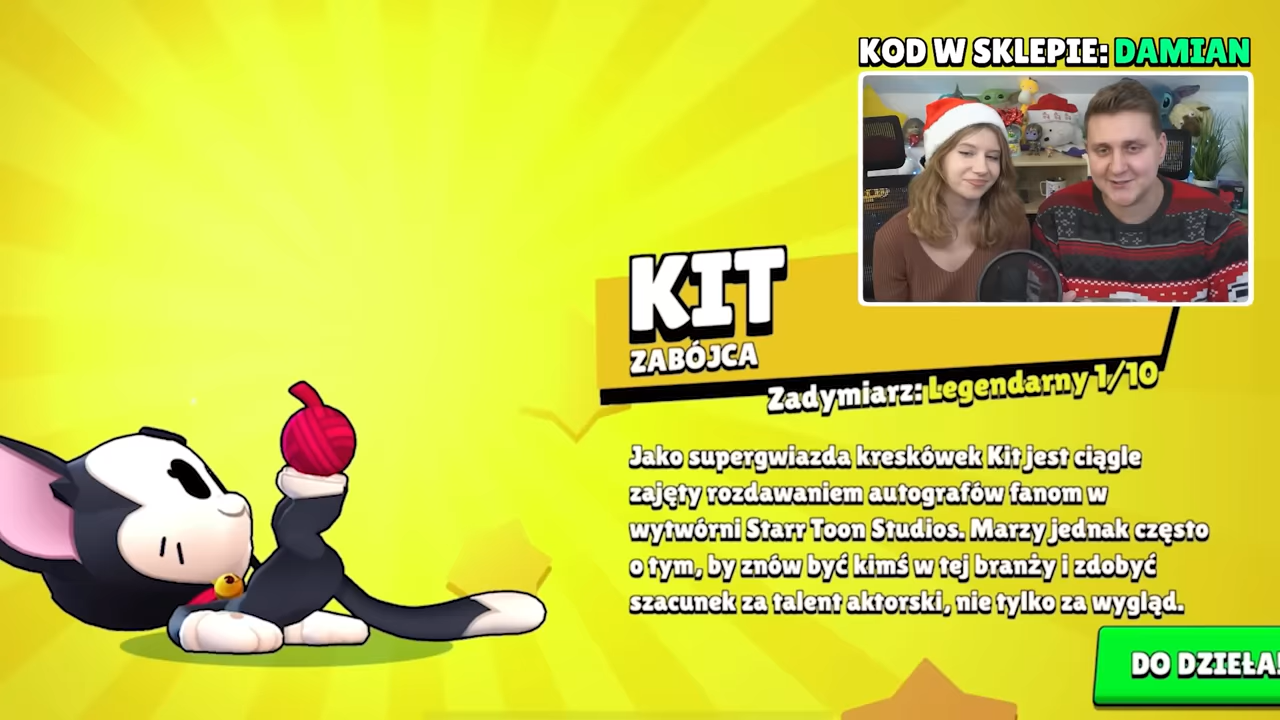 KOD W SKLEPIE: DAMIAN
KIT
ZABÓJCA
Zadymiarz: Legendarny 1/10
Jako supergwiazda kreskówek Kit jest ciągle
zajęty rozdawaniem autografów fanom w
wytwórni Starr Toon Studios. Marzy jednak często
o tym, by znów być kimś w tej branży i zdobyć
szacunek za talent aktorski, nie tylko za wygląd.
DO DZIEŁA!